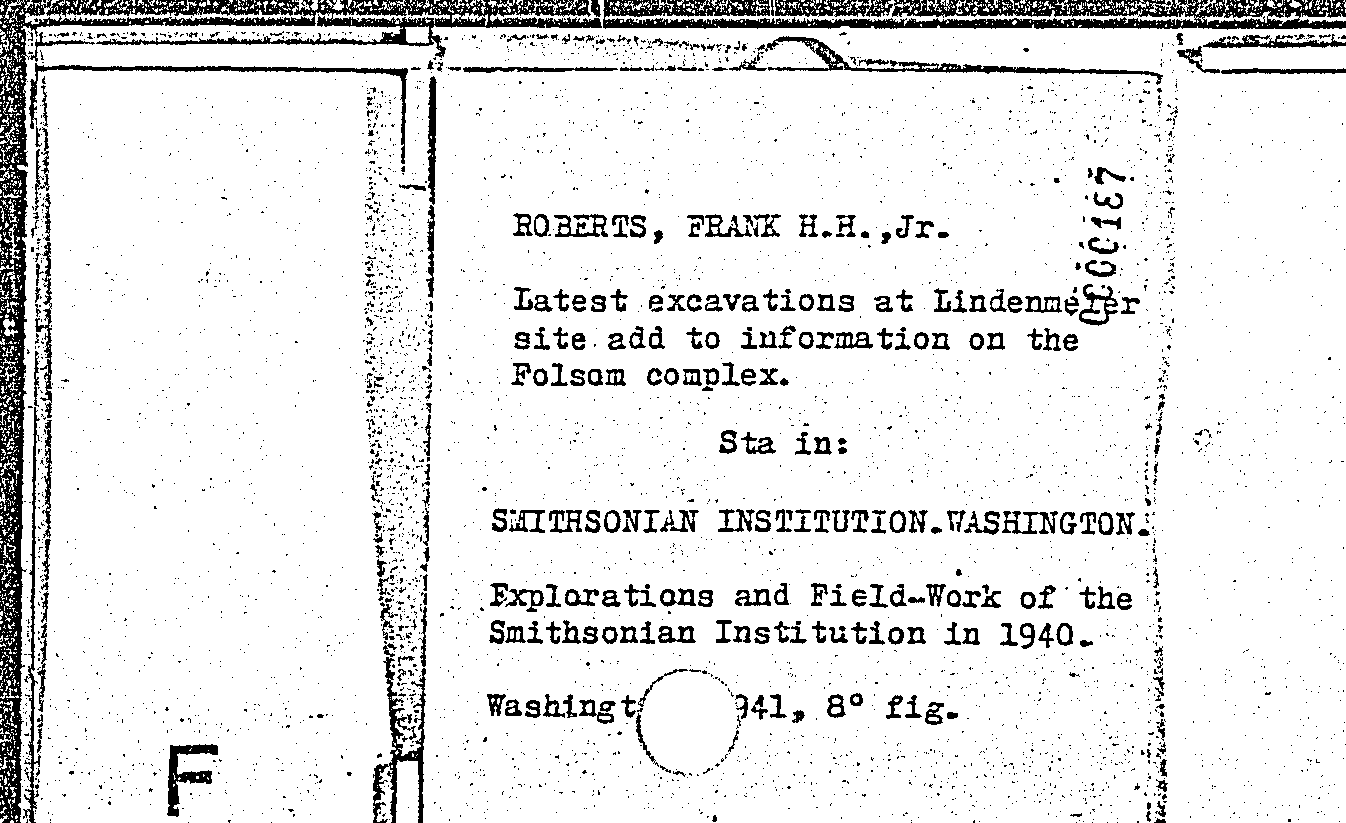 ROBERTS, FRANK H.H.,Jr.
Latest excavations at Lindenmeier
site add to information on the
Folsom complex.
Sta in:
SMITHSONIAN INSTITUTION.WASHINGTON.
Explorations and Field-Work of the
Smithsonian Institution in 1940.
941, 8° fig.
000187
F